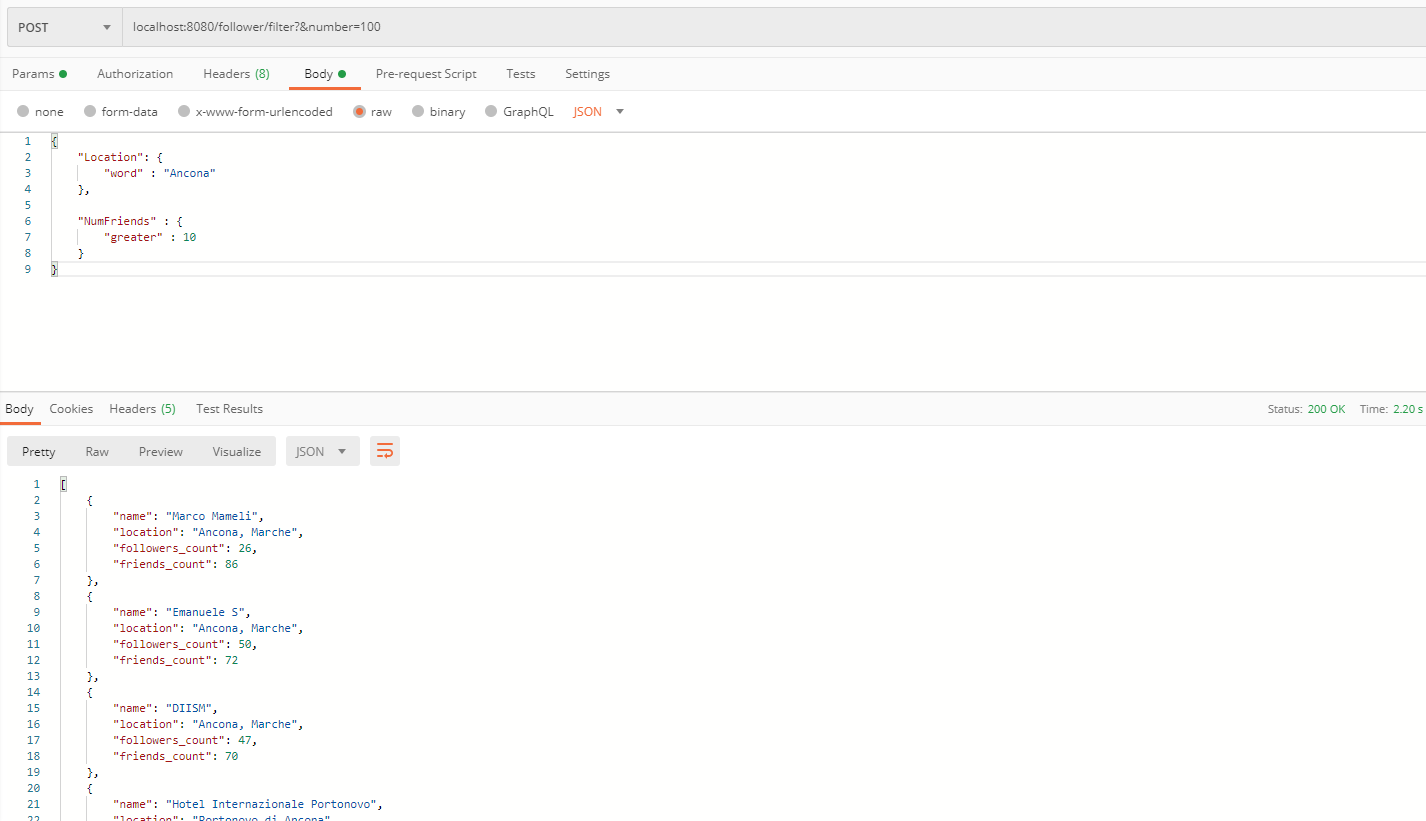 POST localhost:8080/follower/filter?&number=100
Params Authorization Headers (8) Body Pre-request Script Tests Settings
none form-data x-www-form-urlencoded raw binary GraphQL JSON
1 {
2 "Location": {
3 "word" : "Ancona"
4 },
5
6 "NumFriends" : {
7 "greater" : 10
8 }
9 }
Body Cookies Headers (5) Test Results Status: 200 OK Time: 2.20 s
Pretty Raw Preview Visualize JSON
1 [
2 {
3 "name": "Marco Mameli",
4 "location": "Ancona, Marche",
5 "followers_count": 26,
6 "friends_count": 86
7 },
8 {
9 "name": "Emanuele S",
10 "location": "Ancona, Marche",
11 "followers_count": 50,
12 "friends_count": 72
13 },
14 {
15 "name": "DIISM",
16 "location": "Ancona, Marche",
17 "followers_count": 47,
18 "friends_count": 70
19 },
20 {
21 "name": "Hotel Internazionale Portonovo",
22 "location": "Portonovo di Ancona"